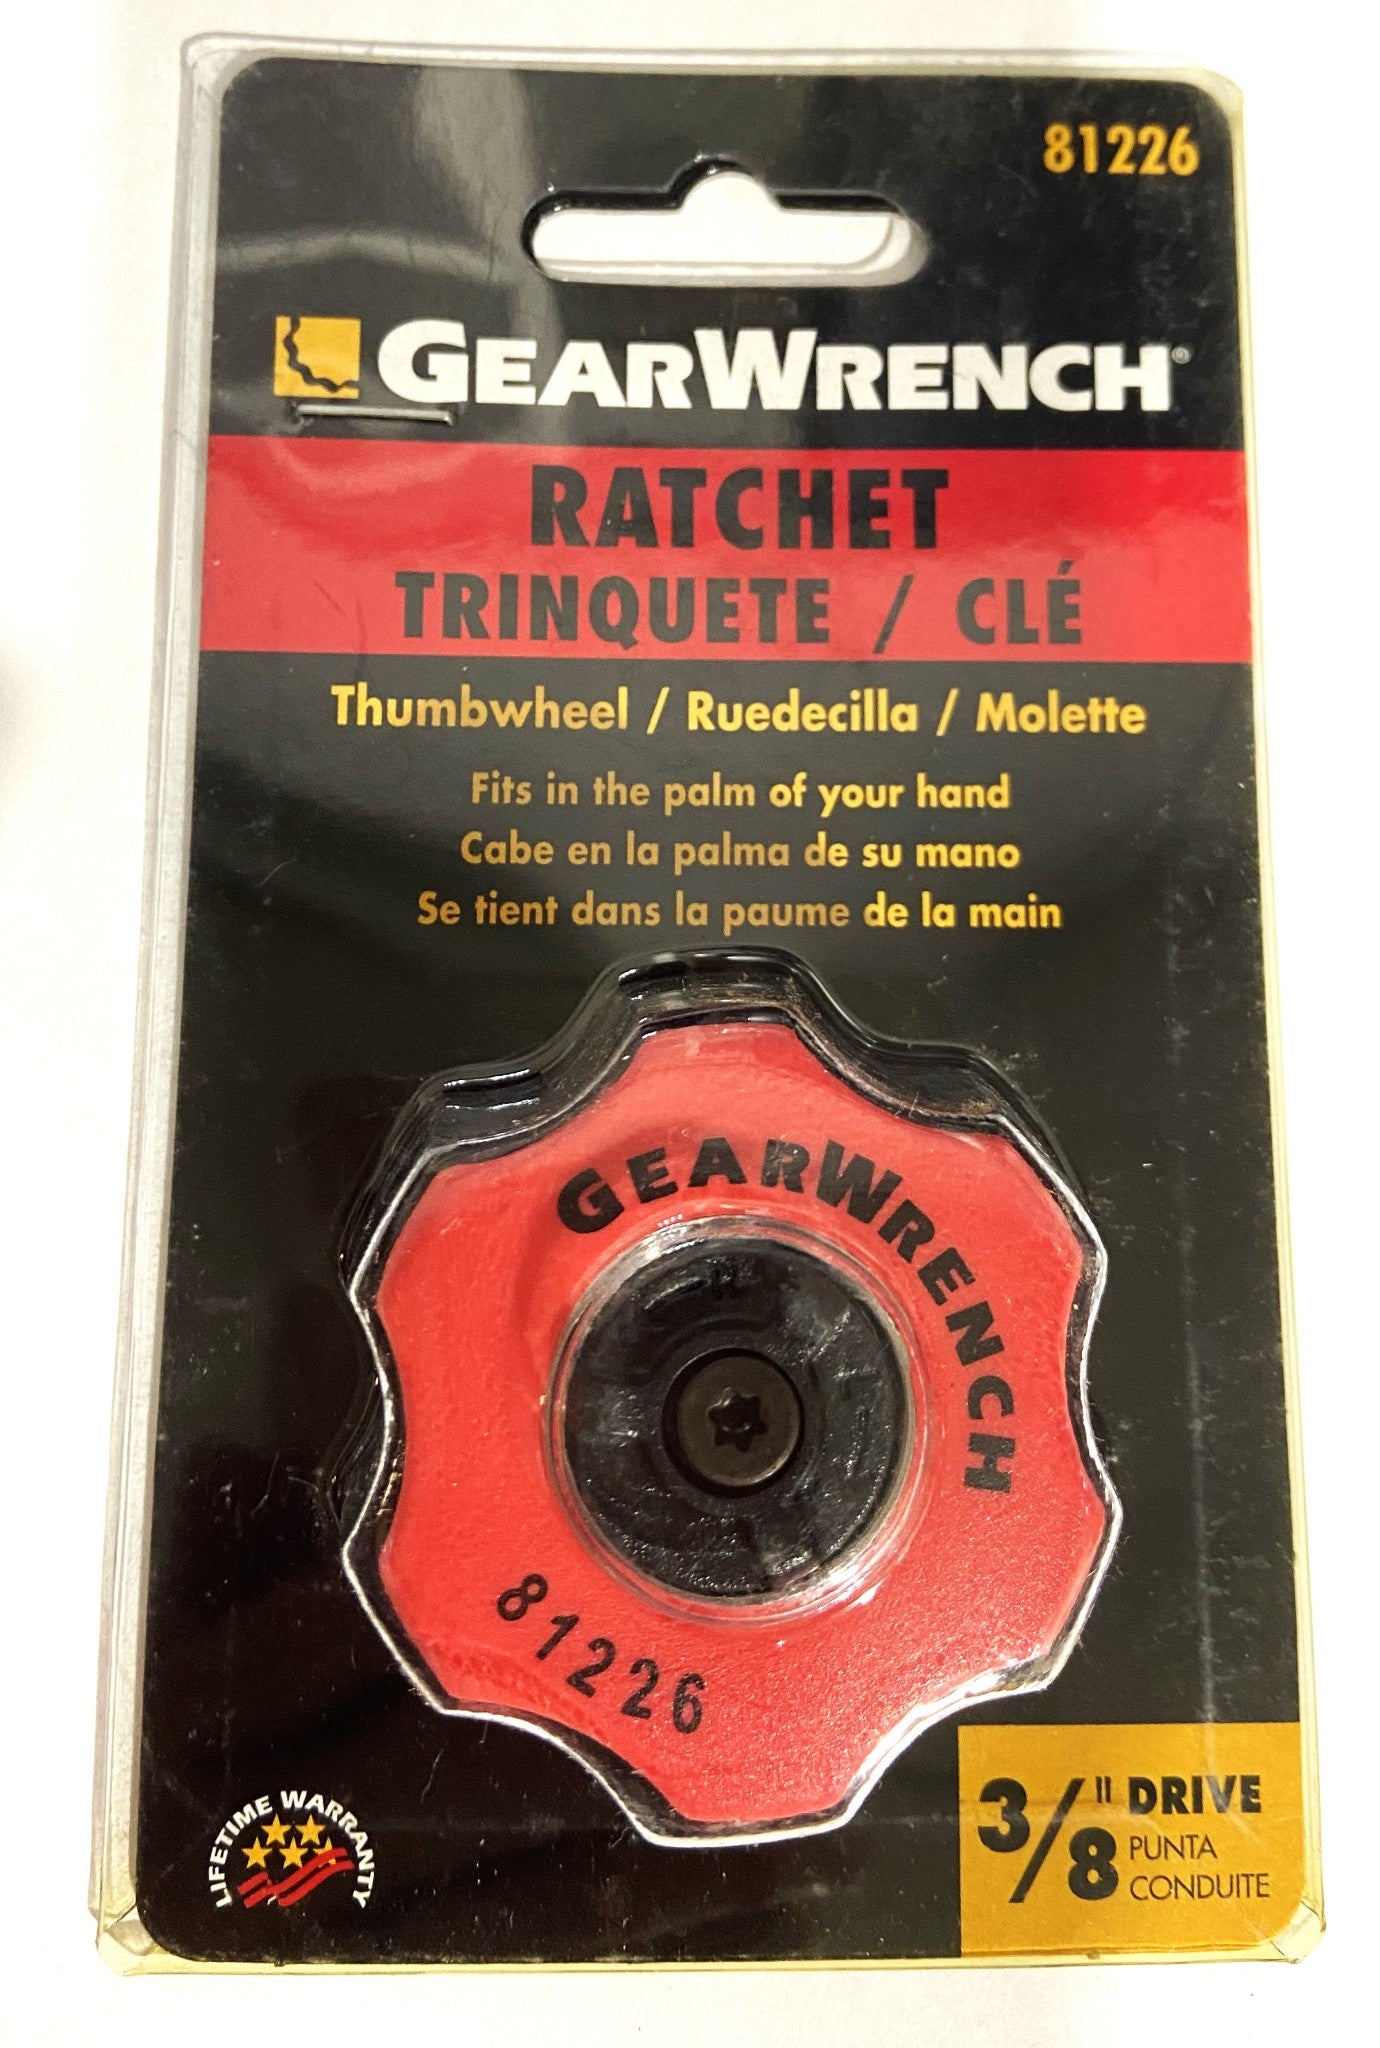 81226
GEARWRENCH®
RATCHET
TRINQUETE / CLÉ
Thumbwheel / Ruedecilla / Molette
Fits in the palm of your hand
Cabe en la palma de su mano
Se tient dans la paume de la main
GEARWRENCH
81226
LIFETIME WARRANTY
3/8" DRIVE
PUNTA
CONDUITE